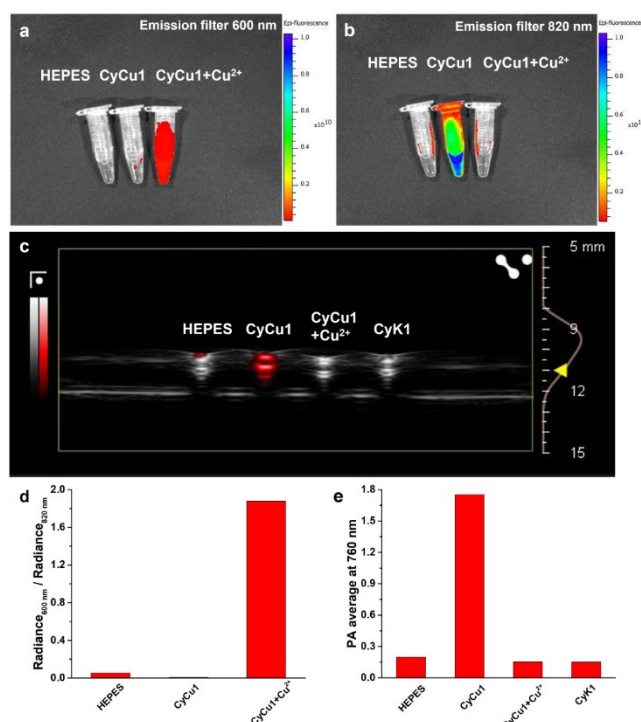 a
Emission filter 600 nm
HEPES CyCu1 CyCu1+Cu²⁺
Epi-fluorescence
1.0
0.8
0.6
0.4
0.2
x10¹⁰
b
Emission filter 820 nm
HEPES CyCu1 CyCu1+Cu²⁺
Epi-fluorescence
1.0
0.8
0.6
0.4
0.2
c
HEPES CyCu1 CyCu1 CyK1
+Cu²⁺
5 mm
9
12
15
d
Radiance600 nm / Radiance820 nm
2.0
1.6
1.2
0.8
0.4
0.0
HEPES
CyCu1
CyCu1+Cu²⁺
e
PA average at 760 nm
1.8
1.5
1.2
0.9
0.6
0.3
0.0
HEPES
CyCu1
CyCu1+Cu²⁺
CyK1